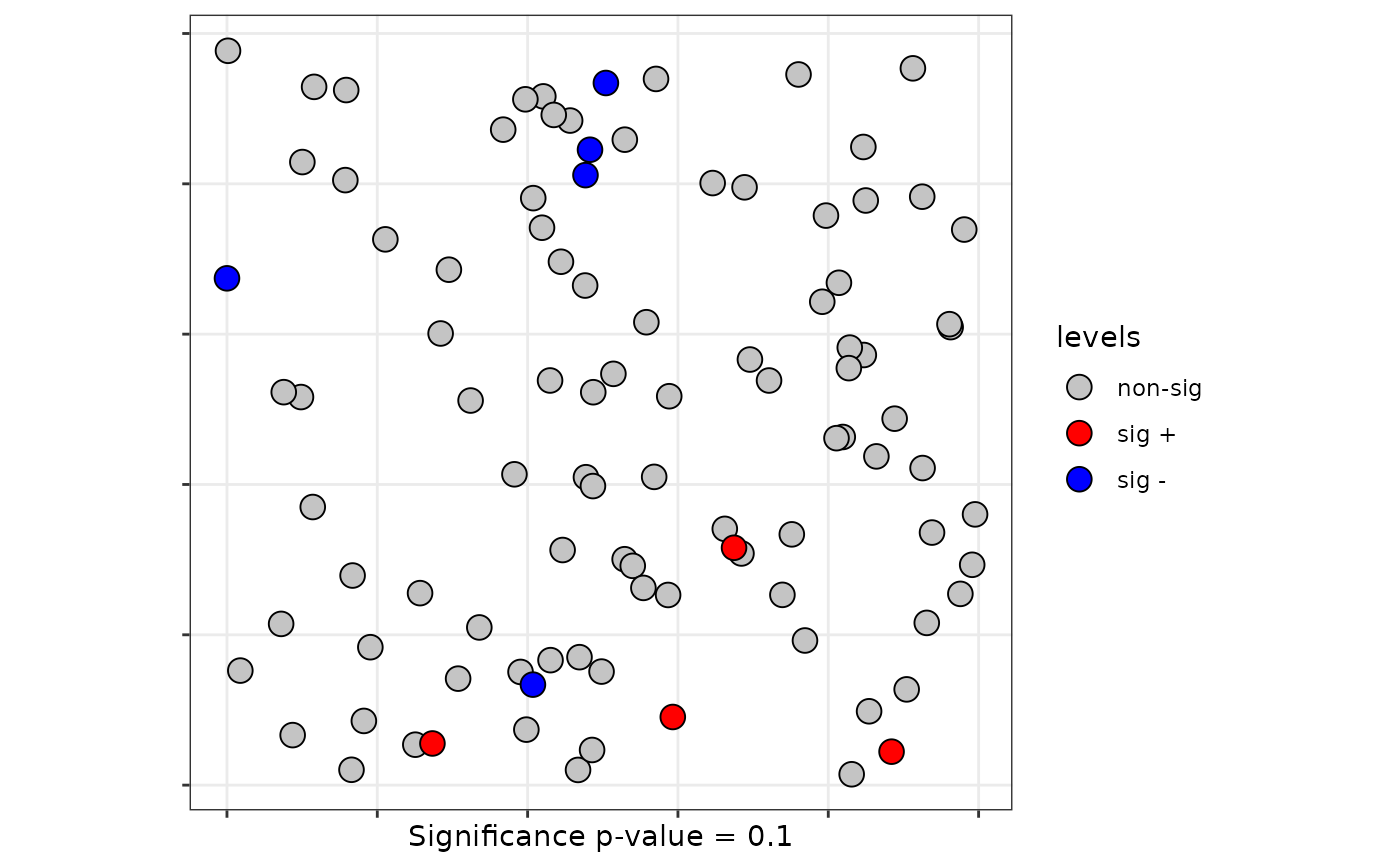 levels
non-sig
sig +
sig -
Significance p-value = 0.1